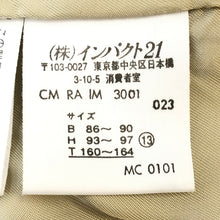 (株)インパクト21
〒103-0027 東京都中央区日本橋
3-10-5 消費者室
CM RA IM 3001
023
サイズ
B 86～ 90
H 93～ 97 ⑬
T 160～164
MC 0101